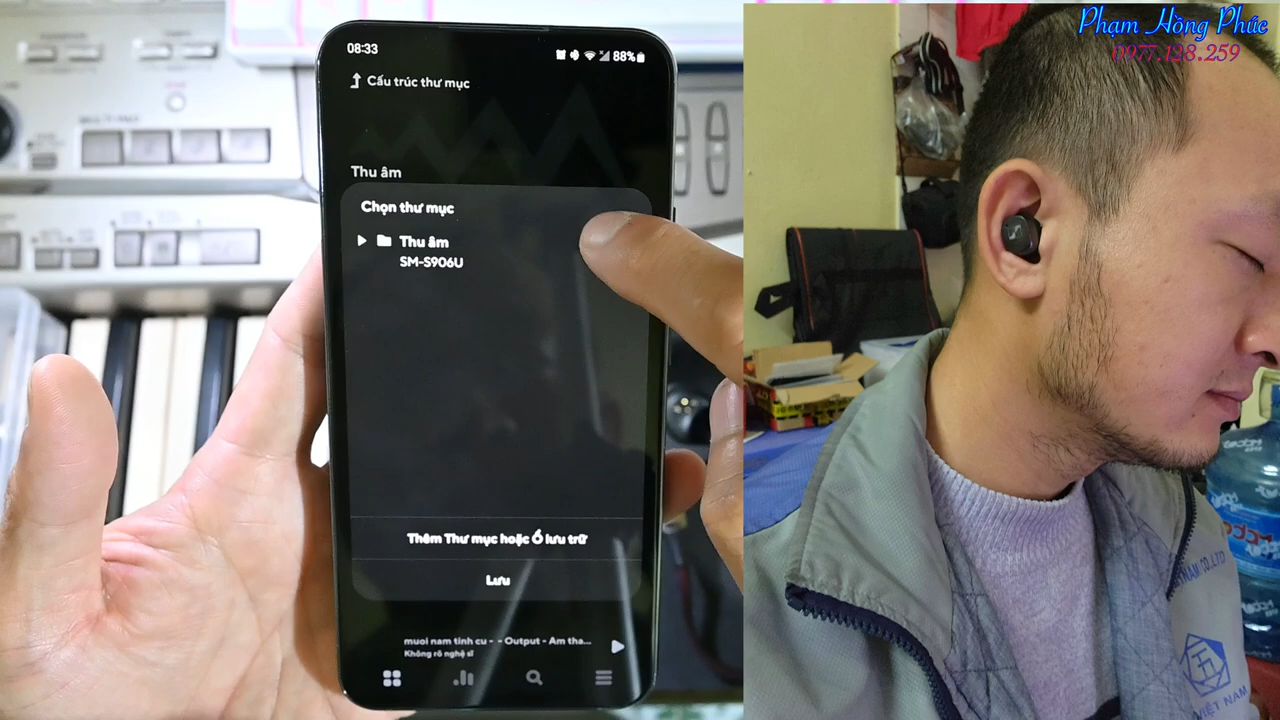 08:33
88%
Cấu trúc thư mục
Thu âm
Chọn thư mục
Thu âm
SM-S906U
Thêm Thư mục hoặc Ổ lưu trữ
Lưu
muoi nam tinh cu - - Output - Am tha...
Không rõ nghệ sĩ
Phạm Hồng Phúc
0977.128.259
VIỆT NAM